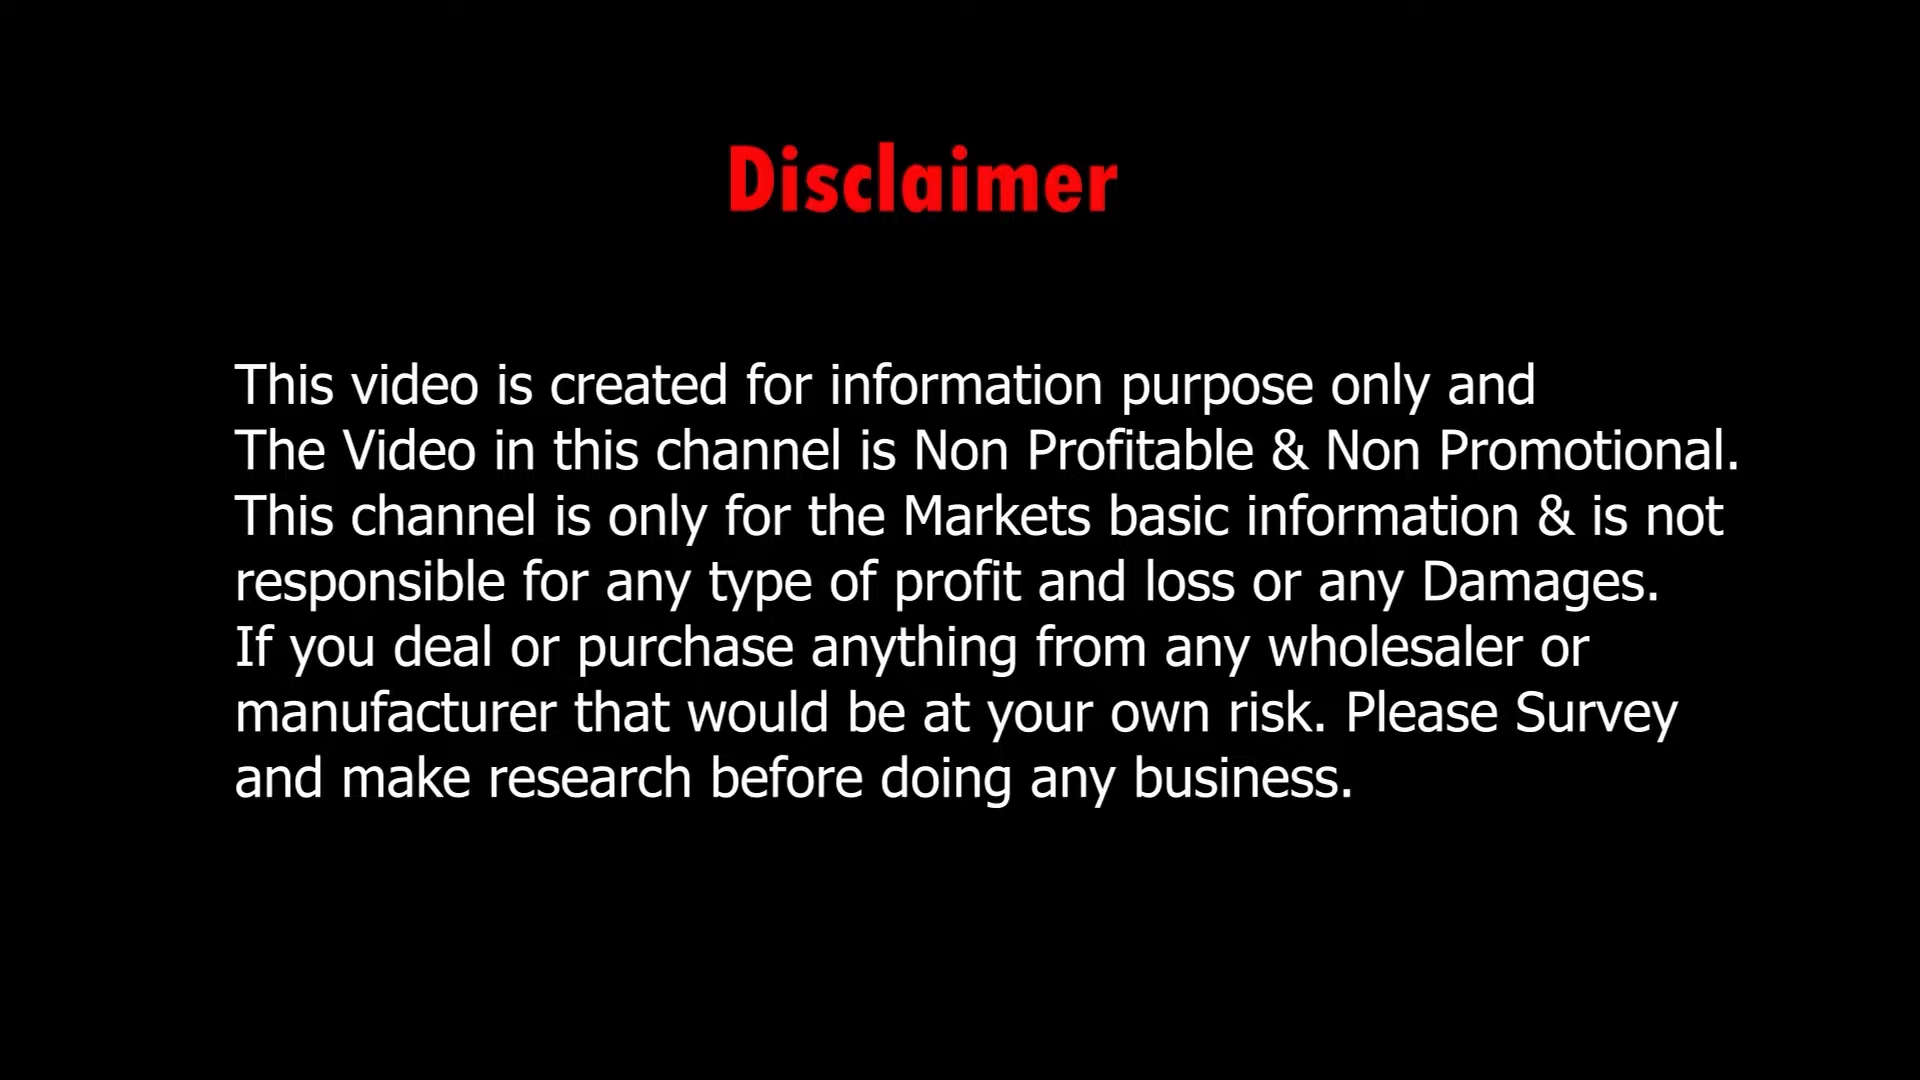 Disclaimer
This video is created for information purpose only and
The Video in this channel is Non Profitable & Non Promotional.
This channel is only for the Markets basic information & is not
responsible for any type of profit and loss or any Damages.
If you deal or purchase anything from any wholesaler or
manufacturer that would be at your own risk. Please Survey
and make research before doing any business.